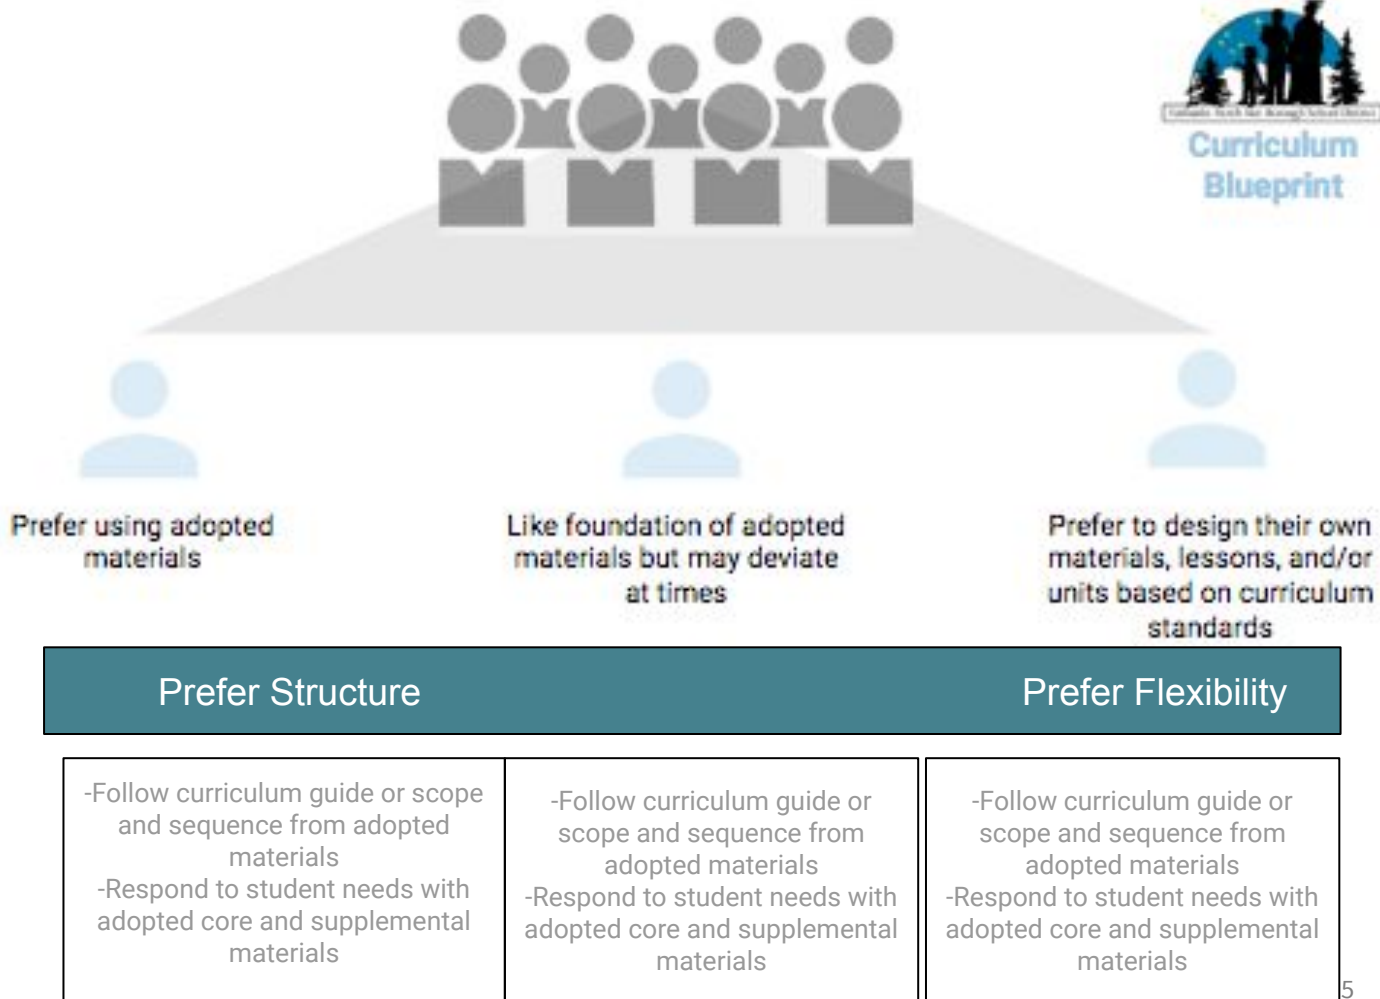 Curriculum
Blueprint
Prefer using adopted
materials
Like foundation of adopted
materials but may deviate
at times
Prefer to design their own
materials, lessons, and/or
units based on curriculum
standards
Prefer Structure
Prefer Flexibility
-Follow curriculum guide or scope
and sequence from adopted
materials
-Respond to student needs with
adopted core and supplemental
materials
-Follow curriculum guide or
scope and sequence from
adopted materials
-Respond to student needs with
adopted core and supplemental
materials
-Follow curriculum guide or
scope and sequence from
adopted materials
-Respond to student needs with
adopted core and supplemental
materials
5